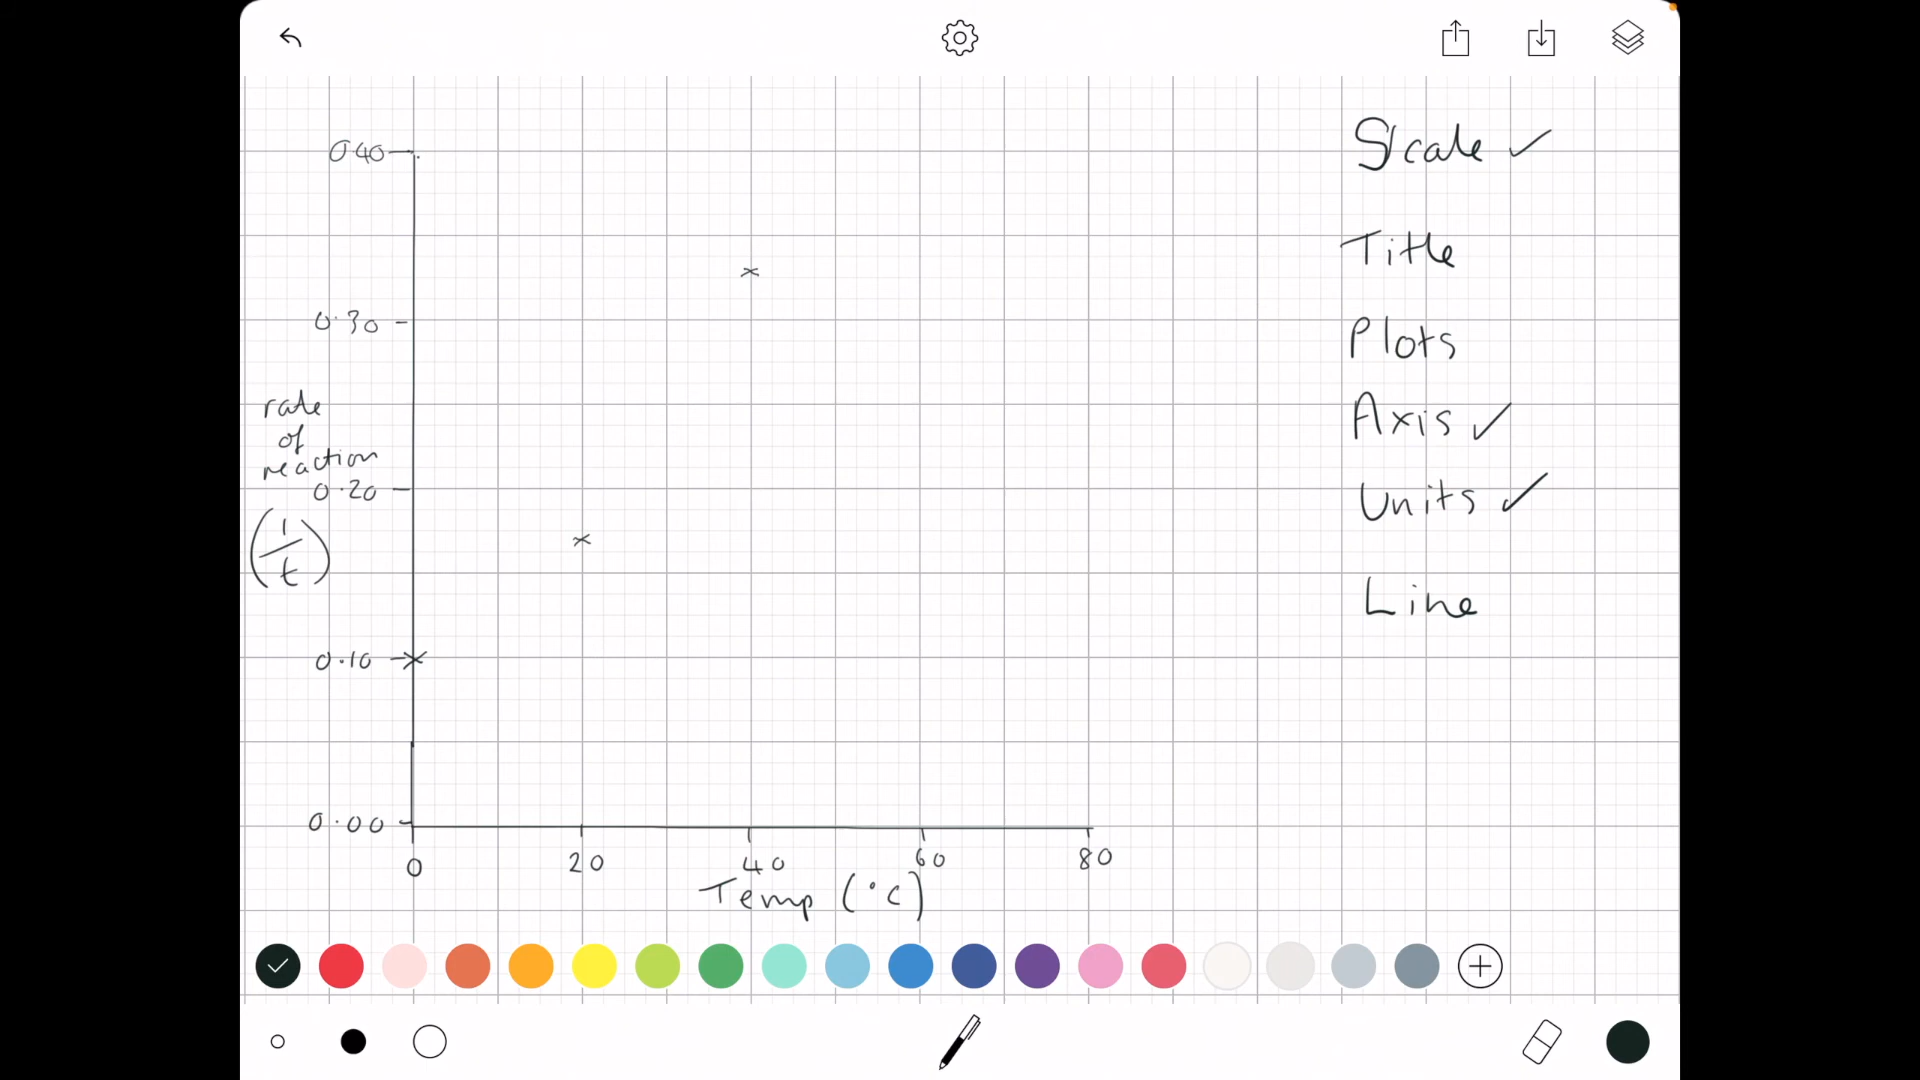 0.40
0.30
rate
of
reaction
0.20
(1/t)
0.10
0.00
0 20 40 60 80
Temp (°C)
Scale ✓
Title
Plots
Axis ✓
Units ✓
Line